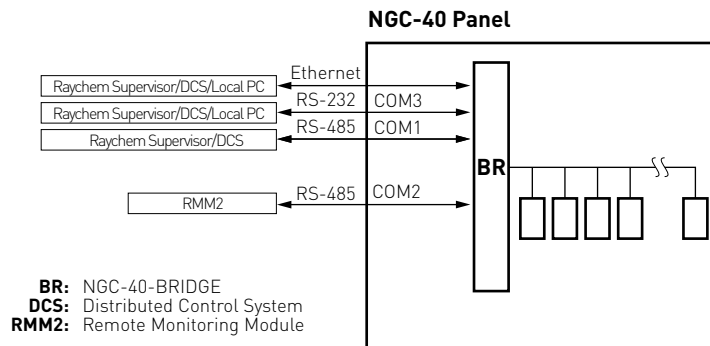 NGC-40 Panel
Raychem Supervisor/DCS/Local PC
Ethernet
Raychem Supervisor/DCS/Local PC
RS-232
COM3
Raychem Supervisor/DCS
RS-485
COM1
BR
RMM2
RS-485
COM2
BR: NGC-40-BRIDGE
DCS: Distributed Control System
RMM2: Remote Monitoring Module